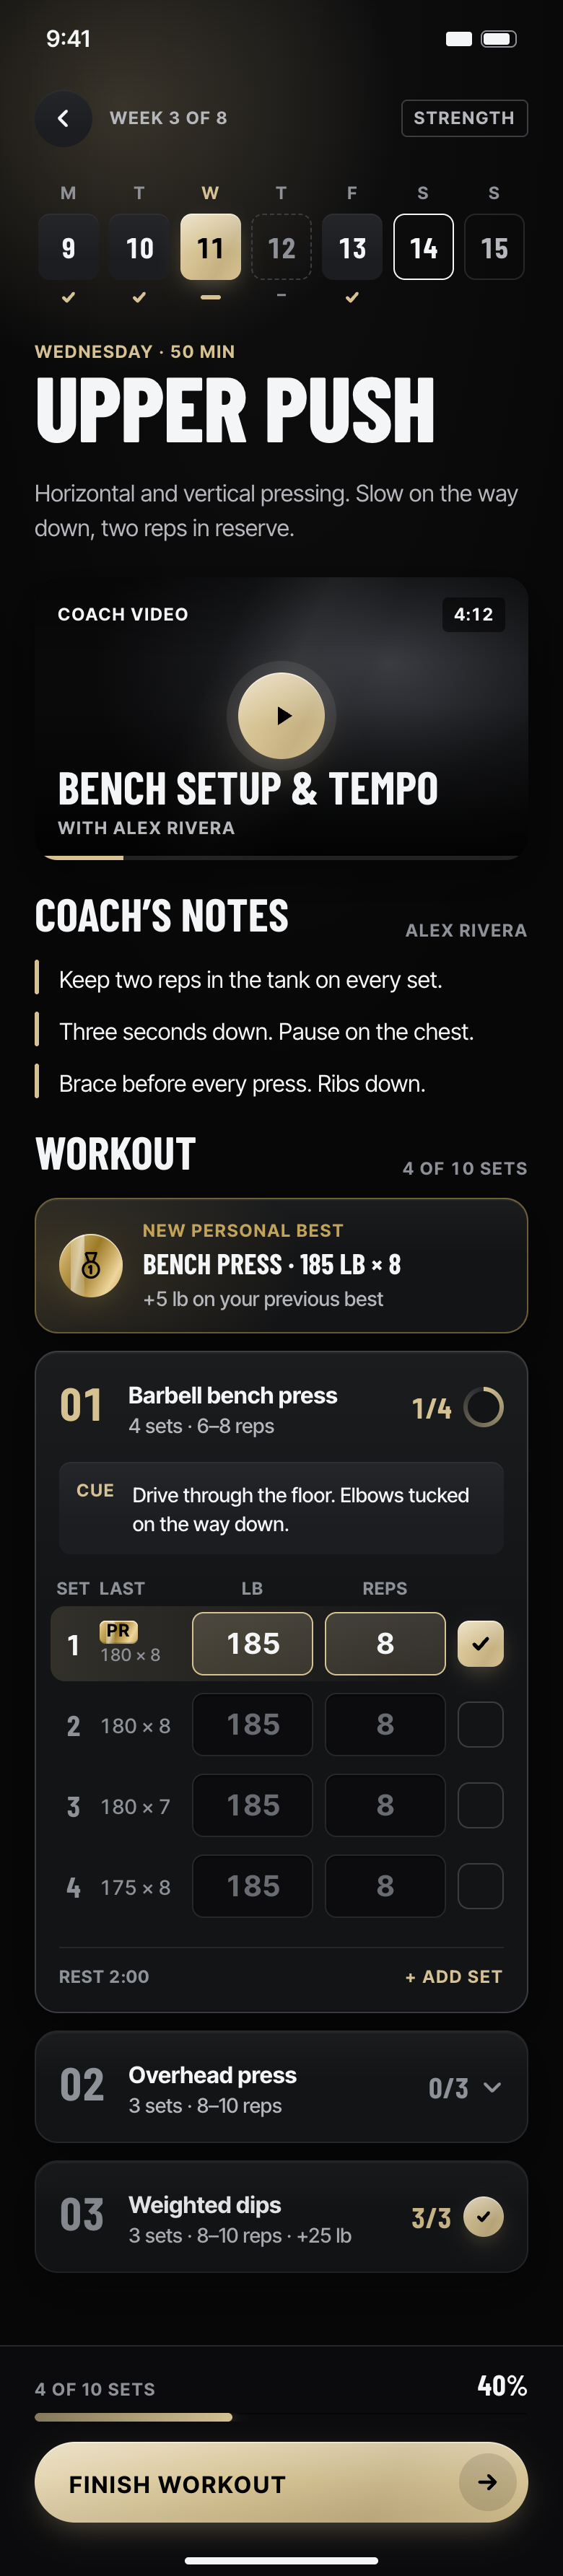 9:41
WEEK 3 OF 8
STRENGTH
M T W T F S S
9 10 11 12 13 14 15
WEDNESDAY · 50 MIN
UPPER PUSH
Horizontal and vertical pressing. Slow on the way
down, two reps in reserve.
COACH VIDEO
4:12
BENCH SETUP & TEMPO
WITH ALEX RIVERA
COACH’S NOTES
ALEX RIVERA
Keep two reps in the tank on every set.
Three seconds down. Pause on the chest.
Brace before every press. Ribs down.
WORKOUT
4 OF 10 SETS
NEW PERSONAL BEST
BENCH PRESS · 185 LB × 8
+5 lb on your previous best
01
Barbell bench press
4 sets · 6–8 reps
1/4
CUE
Drive through the floor. Elbows tucked
on the way down.
SET LAST LB REPS
1 PR 180 × 8 185 8
2 180 × 8 185 8
3 180 × 7 185 8
4 175 × 8 185 8
REST 2:00
+ ADD SET
02
Overhead press
3 sets · 8–10 reps
0/3
03
Weighted dips
3 sets · 8–10 reps · +25 lb
3/3
4 OF 10 SETS
40%
FINISH WORKOUT